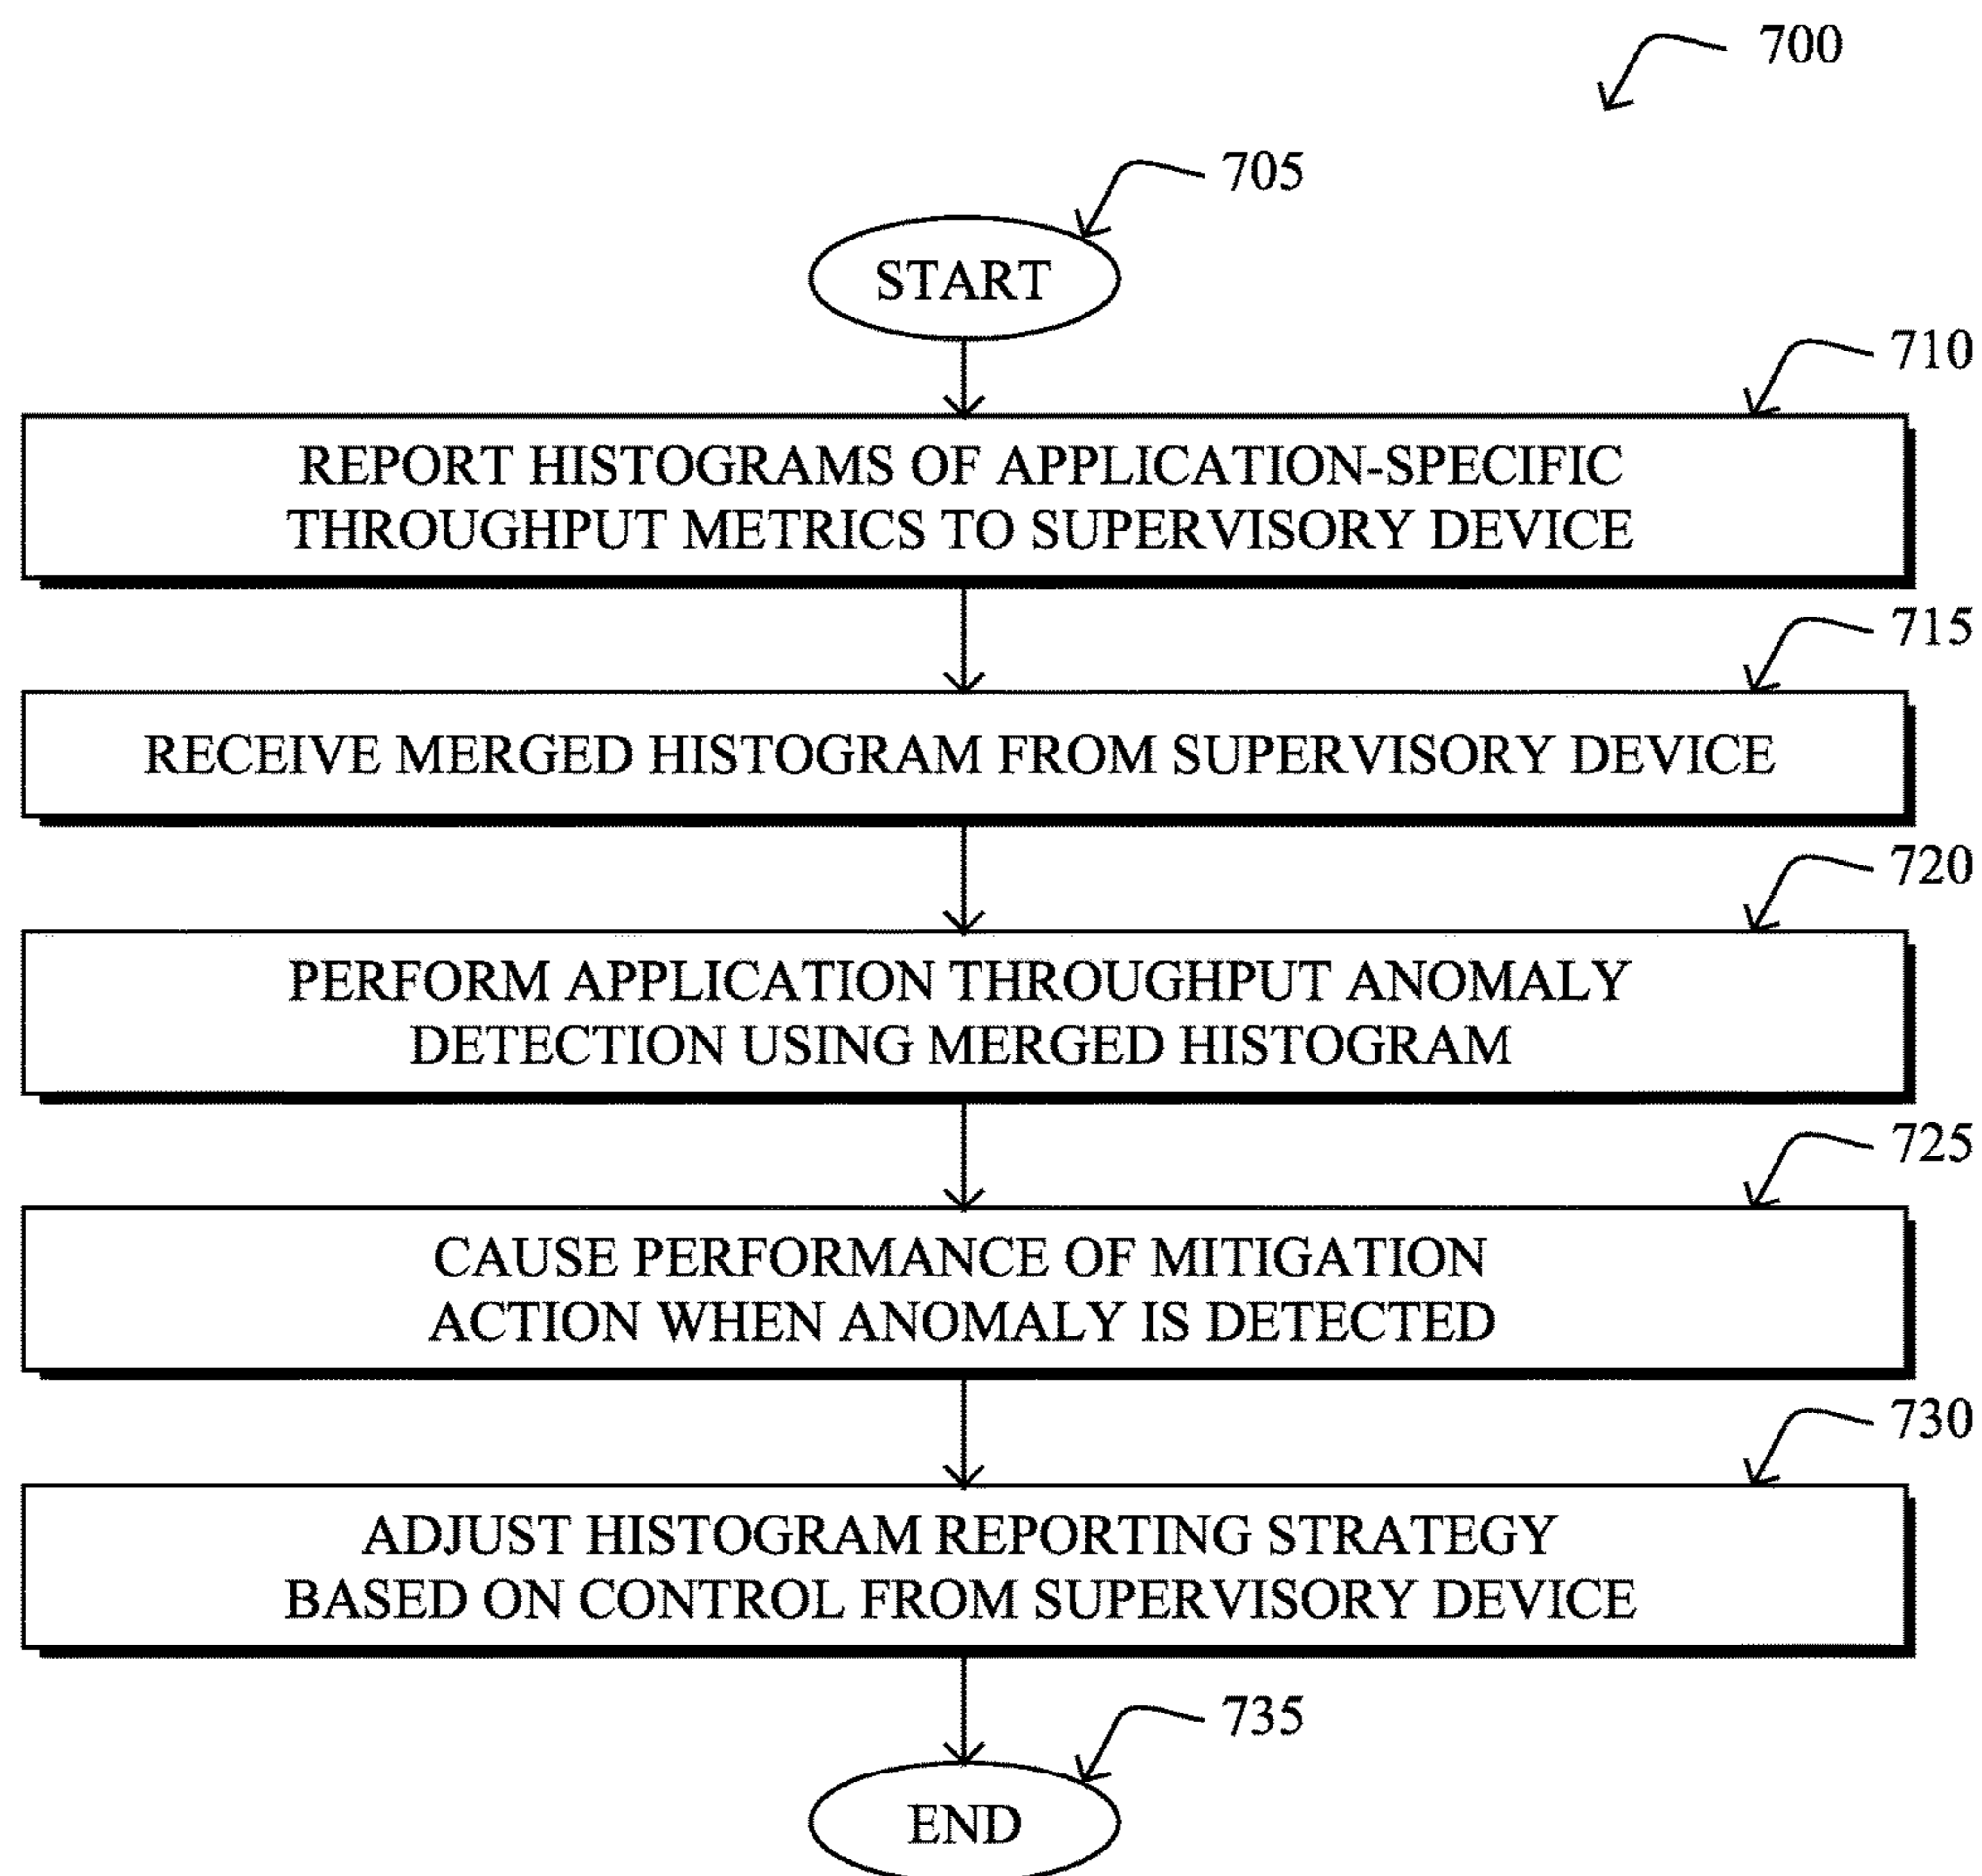 700
705
START
710
REPORT HISTOGRAMS OF APPLICATION-SPECIFIC
THROUGHPUT METRICS TO SUPERVISORY DEVICE
715
RECEIVE MERGED HISTOGRAM FROM SUPERVISORY DEVICE
720
PERFORM APPLICATION THROUGHPUT ANOMALY
DETECTION USING MERGED HISTOGRAM
725
CAUSE PERFORMANCE OF MITIGATION
ACTION WHEN ANOMALY IS DETECTED
730
ADJUST HISTOGRAM REPORTING STRATEGY
BASED ON CONTROL FROM SUPERVISORY DEVICE
735
END